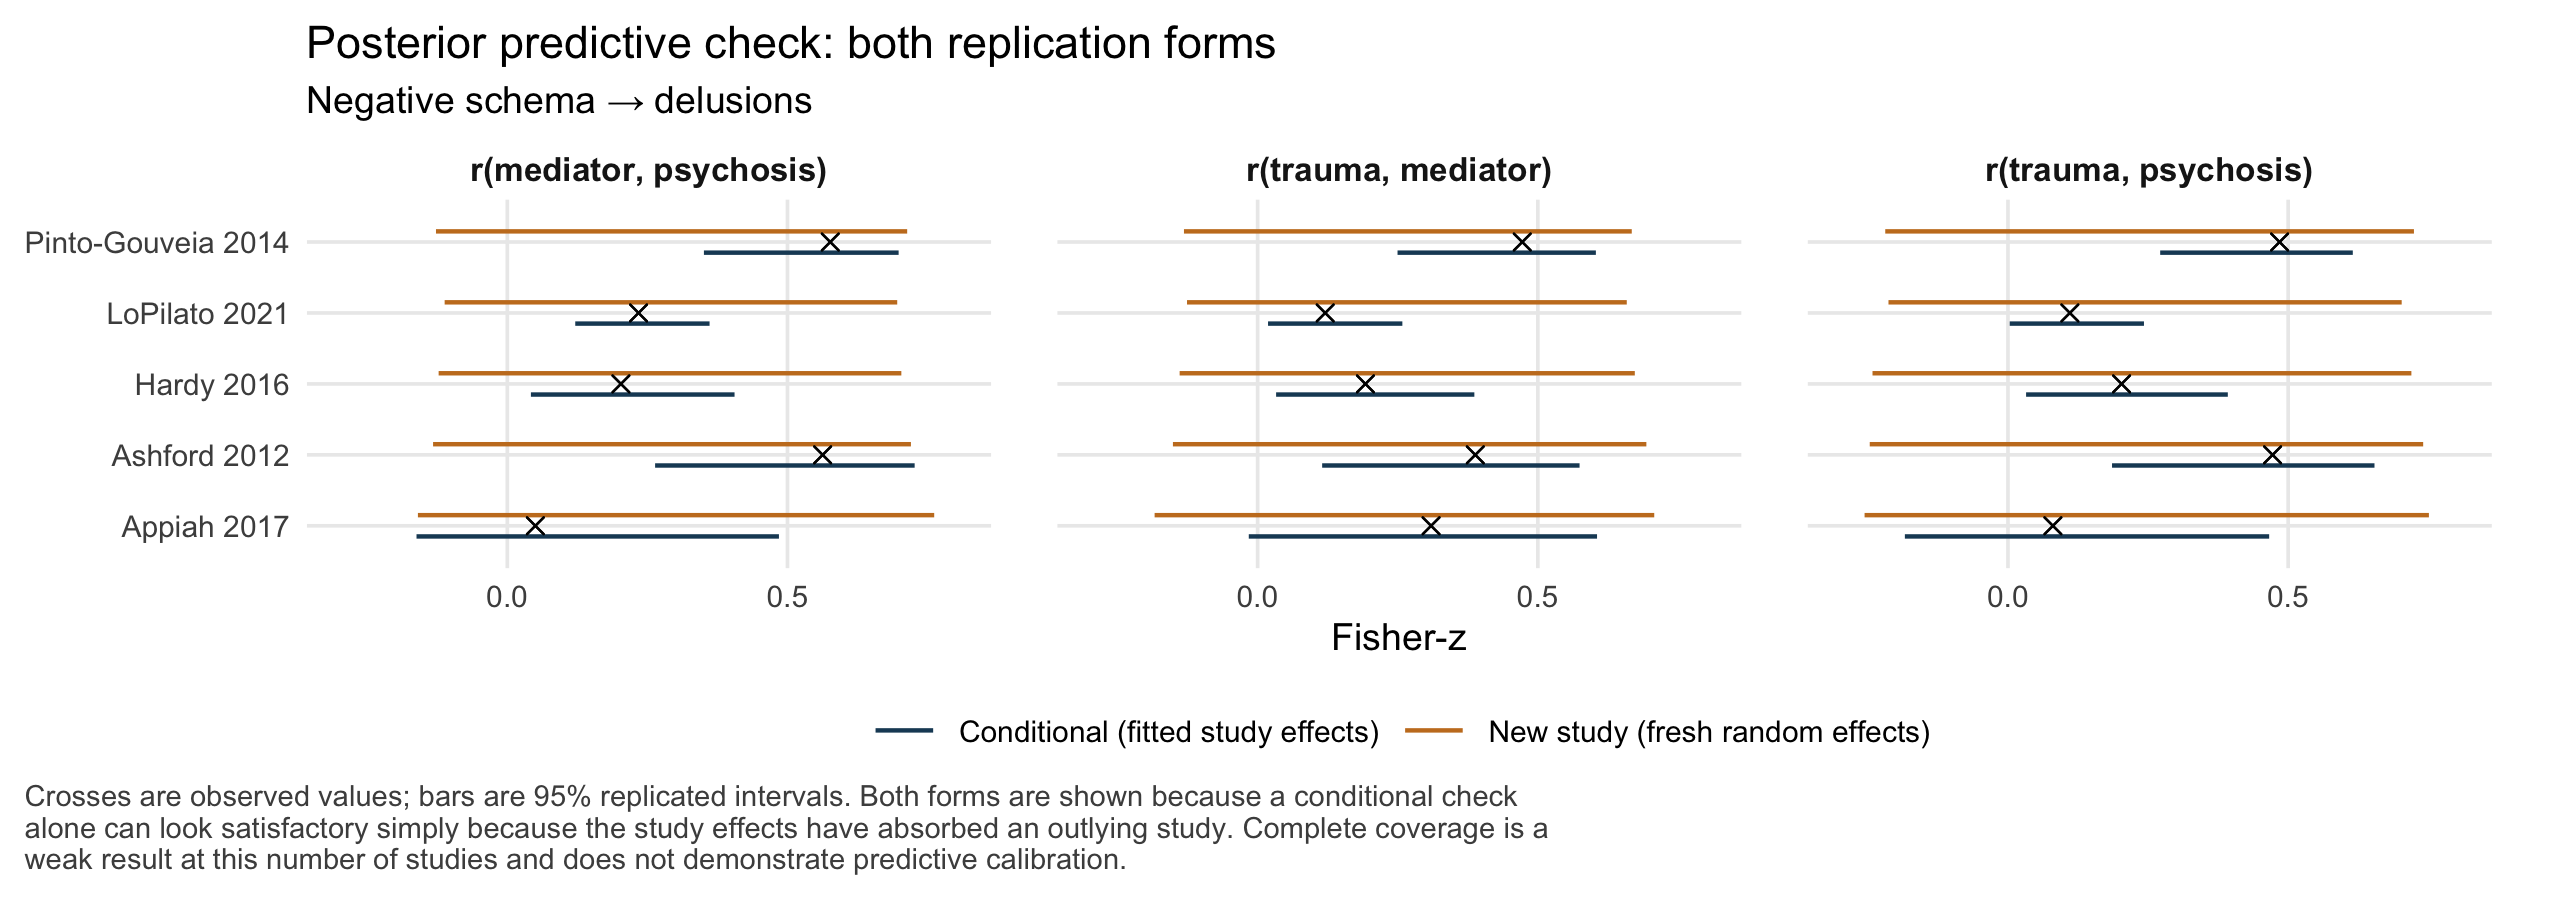 Posterior predictive check: both replication forms
Negative schema → delusions
r(mediator, psychosis)
r(trauma, mediator)
r(trauma, psychosis)
Pinto-Gouveia 2014
LoPilato 2021
Hardy 2016
Ashford 2012
Appiah 2017
0.0 0.5 0.0 0.5 0.0 0.5
Fisher-z
Conditional (fitted study effects) New study (fresh random effects)
Crosses are observed values; bars are 95% replicated intervals. Both forms are shown because a conditional check
alone can look satisfactory simply because the study effects have absorbed an outlying study. Complete coverage is a
weak result at this number of studies and does not demonstrate predictive calibration.